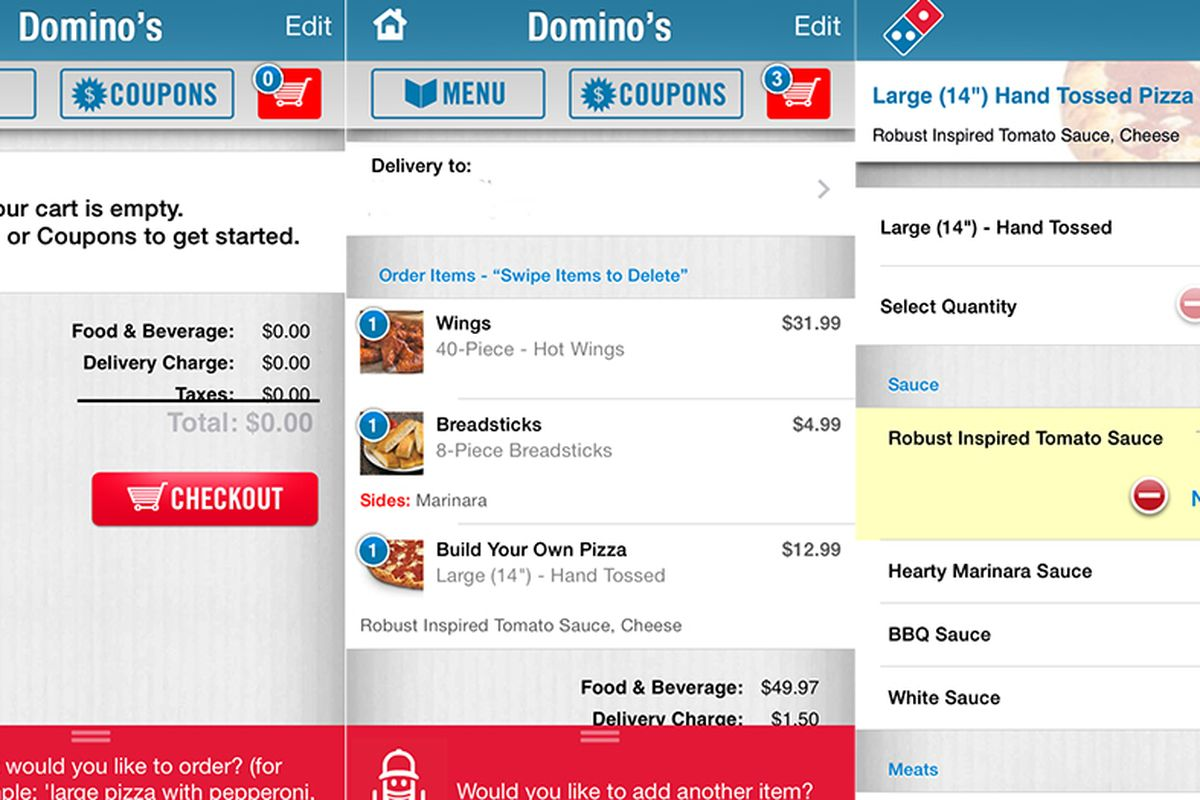 Domino's Edit
COUPONS 0
our cart is empty.
or Coupons to get started.
Food & Beverage: $0.00
Delivery Charge: $0.00
Taxes: $0.00
Total: $0.00
CHECKOUT
would you like to order? (for
ple: 'large pizza with pepperoni,
Domino's Edit
MENU COUPONS 3
Delivery to:
Order Items - “Swipe Items to Delete”
1 Wings $31.99
40-Piece - Hot Wings
1 Breadsticks $4.99
8-Piece Breadsticks
Sides: Marinara
1 Build Your Own Pizza $12.99
Large (14") - Hand Tossed
Robust Inspired Tomato Sauce, Cheese
Food & Beverage: $49.97
Delivery Charge: $1.50
Would you like to add another item?
Large (14") Hand Tossed Pizza
Robust Inspired Tomato Sauce, Cheese
Large (14") - Hand Tossed
Select Quantity
Sauce
Robust Inspired Tomato Sauce
N
Hearty Marinara Sauce
BBQ Sauce
White Sauce
Meats